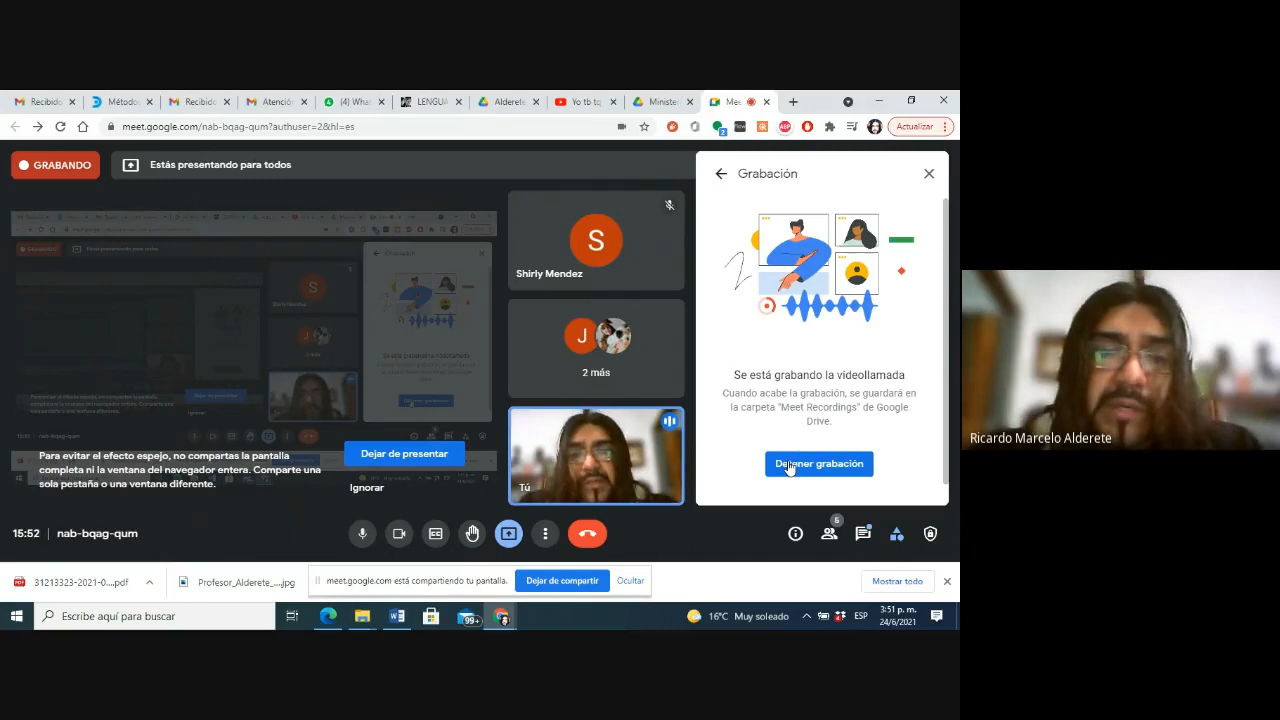 Recibido
Método
Recibido
Atenció
(4) Wha
LENGUA
Alderete
Yo tb tq
Minister
Mee
meet.google.com/nab-bqag-qum?authuser=2&hl=es
Actualizar
GRABANDO
Estás presentando para todos
S
Shirly Mendez
J
2 más
Tú
Para evitar el efecto espejo, no compartas la pantalla
completa ni la ventana del navegador entera. Comparte una
sola pestaña o una ventana diferente.
Dejar de presentar
Ignorar
Grabación
Se está grabando la videollamada
Cuando acabe la grabación, se guardará en
la carpeta "Meet Recordings" de Google
Drive.
Detener grabación
Ricardo Marcelo Alderete
15:52 nab-bqag-qum
6
31213323-2021-0....pdf
Profesor_Alderete_....jpg
meet.google.com está compartiendo tu pantalla.
Dejar de compartir
Ocultar
Mostrar todo
Escribe aquí para buscar
99+
16°C Muy soleado
ESP
3:51 p. m.
24/6/2021